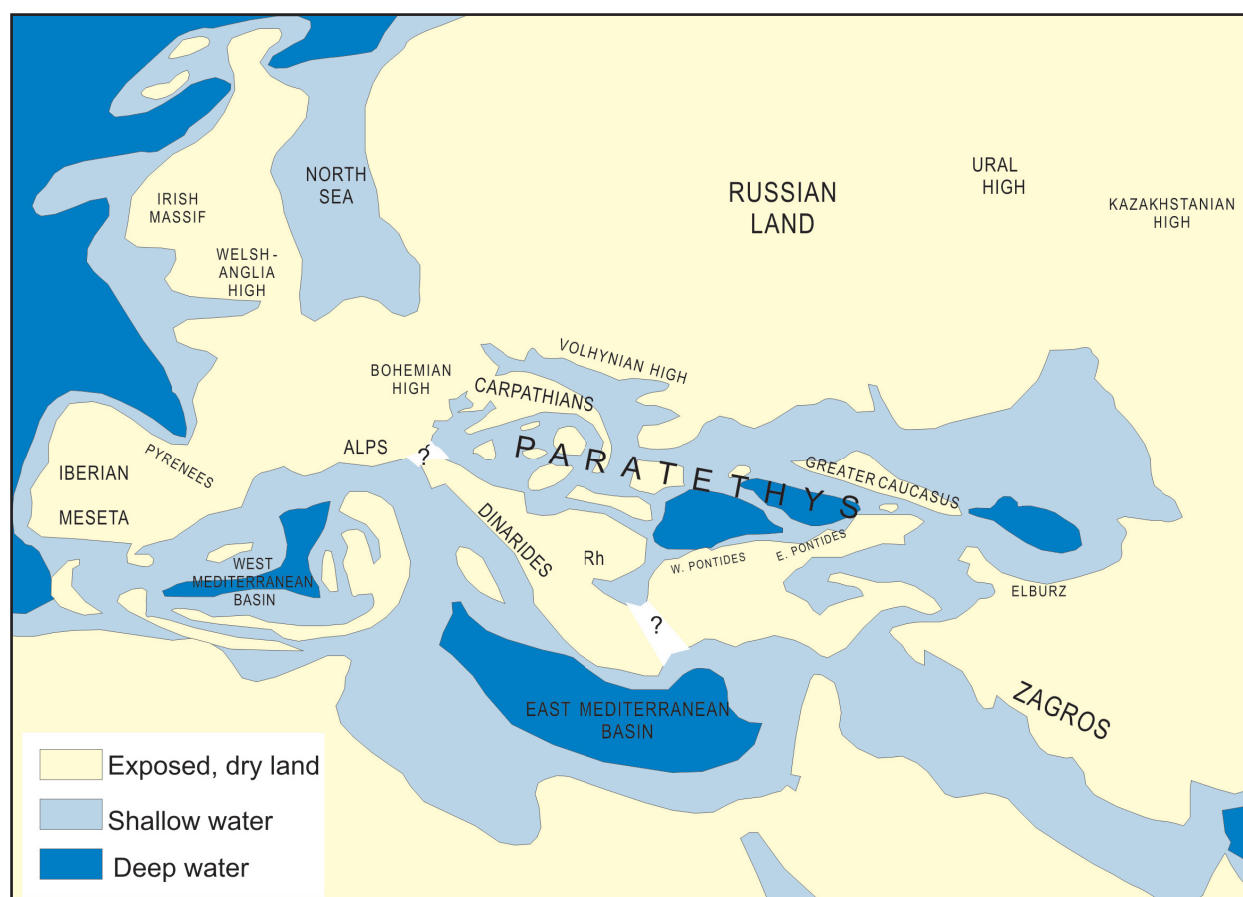 NORTH
SEA
IRISH
MASSIF
WELSH-
ANGLIA
HIGH
RUSSIAN
LAND
URAL
HIGH
KAZAKHSTANIAN
HIGH
BOHEMIAN
HIGH
VOLHYNIAN HIGH
CARPATHIANS
ALPS
?
PYRENEES
IBERIAN
MESETA
PARATETHYS
GREATER CAUCASUS
DINARIDES
Rh
W. PONTIDES
E. PONTIDES
WEST
MEDITERRANEAN
BASIN
ELBURZ
?
EAST MEDITERRANEAN
BASIN
ZAGROS
Exposed, dry land
Shallow water
Deep water